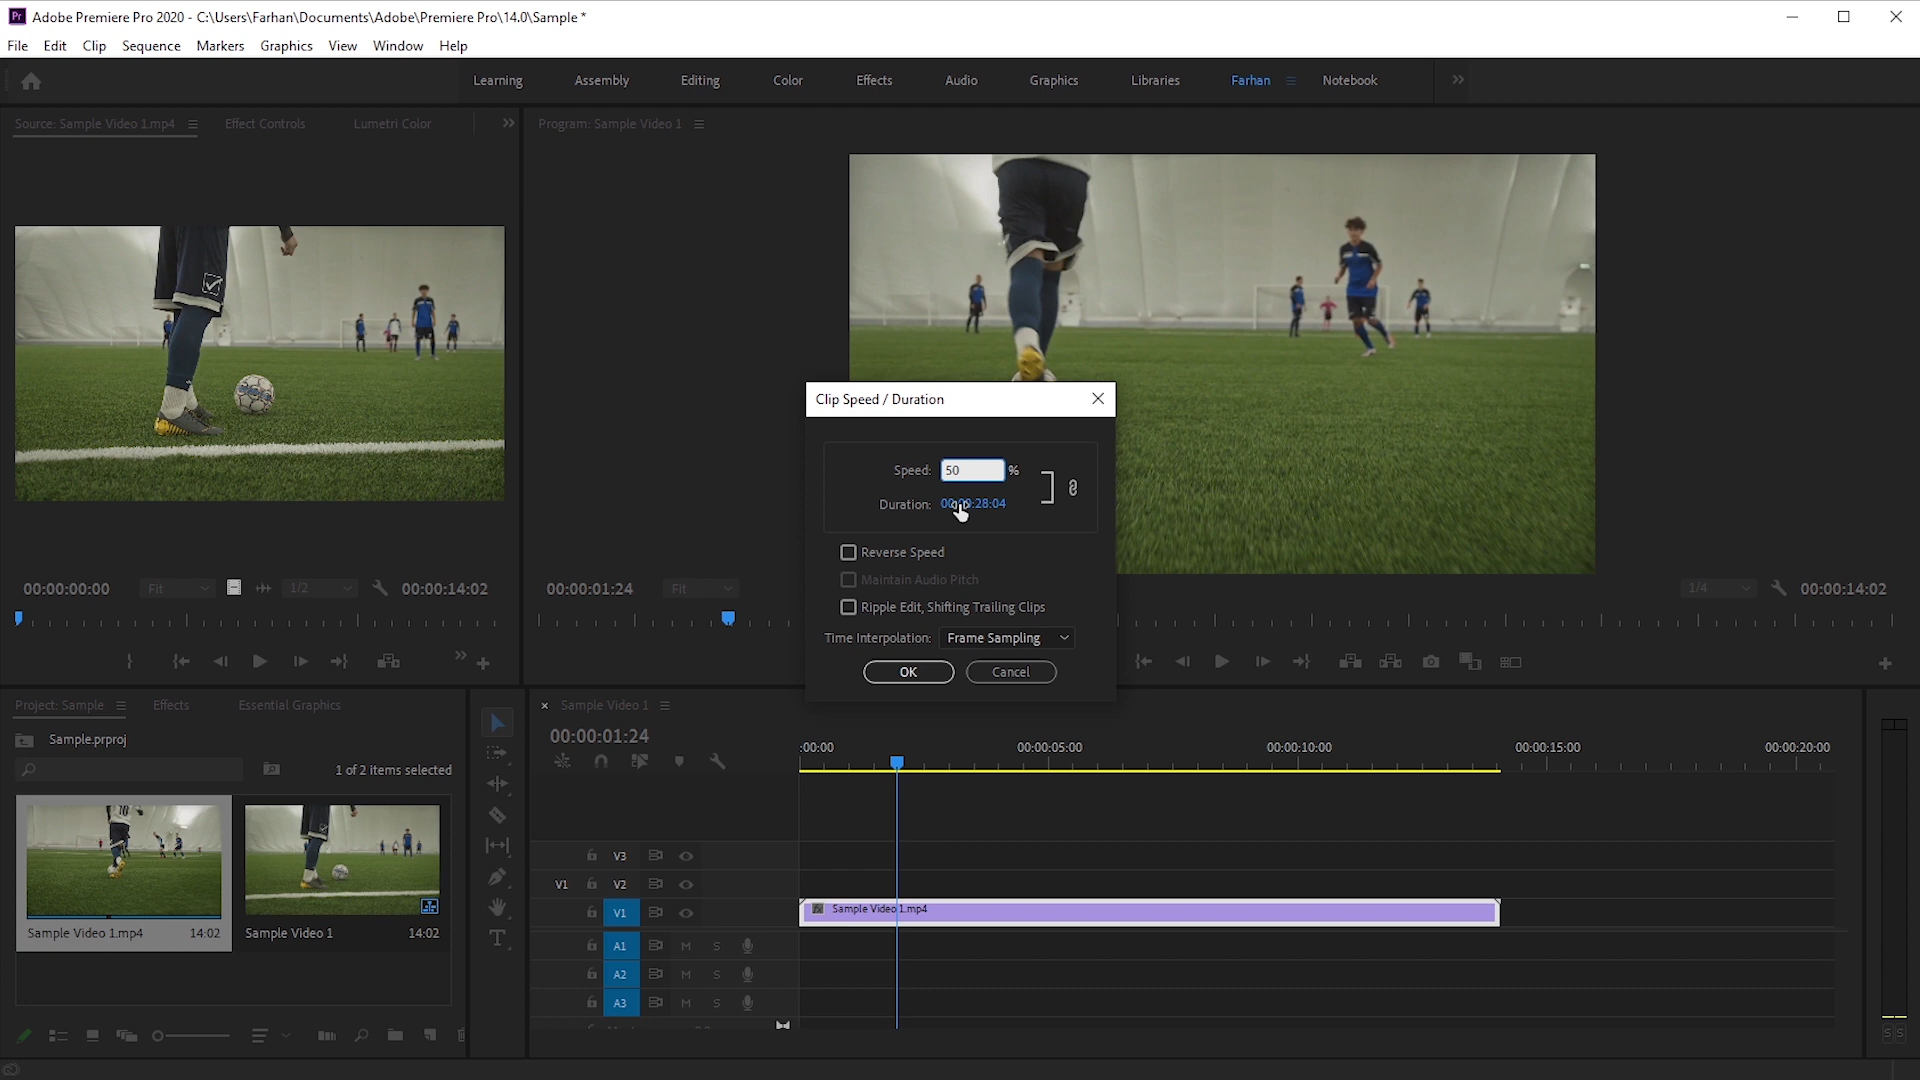 Adobe Premiere Pro 2020 - C:\Users\Farhan\Documents\Adobe\Premiere Pro\14.0\Sample *
File Edit Clip Sequence Markers Graphics View Window Help
Learning Assembly Editing Color Effects Audio Graphics Libraries Farhan Notebook
Source: Sample Video 1.mp4 Effect Controls Lumetri Color
Program: Sample Video 1
Clip Speed / Duration
Speed: 50 %
Duration: 00:00:28:04
Reverse Speed
Maintain Audio Pitch
Ripple Edit, Shifting Trailing Clips
Time Interpolation: Frame Sampling
OK Cancel
00:00:00:00 Fit 1/2 00:00:14:02
00:00:01:24 Fit 1/4 00:00:14:02
Project: Sample Effects Essential Graphics
Sample.prproj
1 of 2 items selected
Sample Video 1.mp4 14:02
Sample Video 1 14:02
Sample Video 1
00:00:01:24
:00:00 00:00:05:00 00:00:10:00 00:00:15:00 00:00:20:00
V3
V1 V2
V1 Sample Video 1.mp4
A1 M S
A2 M S
A3 M S
S S